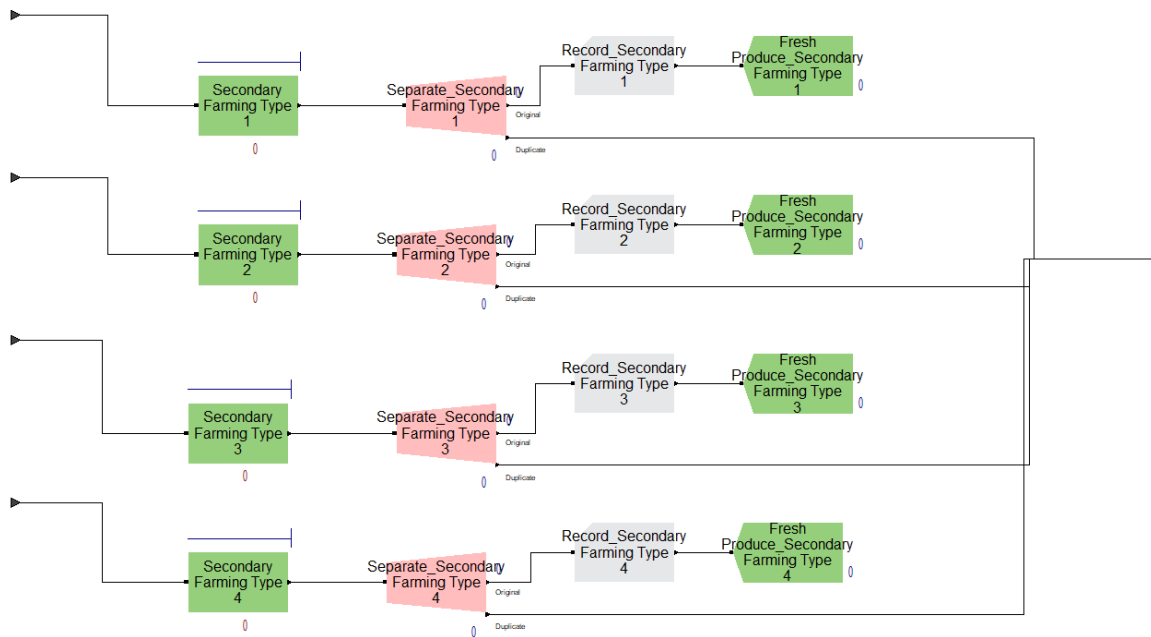 Secondary
Farming Type
1
0
Separate_Secondary
Farming Type
1
0
0
Original
Duplicate
Record_Secondary
Farming Type
1
Fresh
Produce_Secondary
Farming Type
1
0
Secondary
Farming Type
2
0
Separate_Secondary
Farming Type
2
0
0
Original
Duplicate
Record_Secondary
Farming Type
2
Fresh
Produce_Secondary
Farming Type
2
0
Secondary
Farming Type
3
0
Separate_Secondary
Farming Type
3
0
0
Original
Duplicate
Record_Secondary
Farming Type
3
Fresh
Produce_Secondary
Farming Type
3
0
Secondary
Farming Type
4
0
Separate_Secondary
Farming Type
4
0
0
Original
Duplicate
Record_Secondary
Farming Type
4
Fresh
Produce_Secondary
Farming Type
4
0